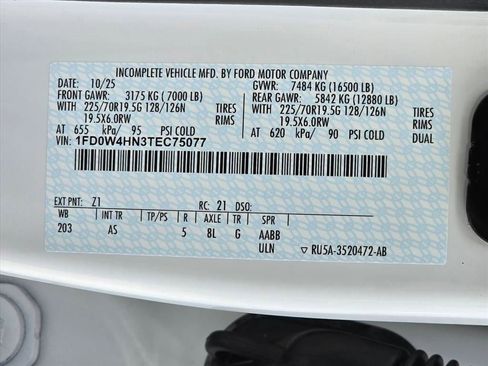 INCOMPLETE VEHICLE MFD. BY FORD MOTOR COMPANY
DATE: 10/25 GVWR: 7484 KG (16500 LB)
FRONT GAWR: 3175 KG ( 7000 LB) REAR GAWR: 5842 KG (12880 LB)
WITH 225/70R19.5G 128/126N TIRES WITH 225/70R19.5G 128/126N TIRES
19.5X6.0RW RIMS 19.5X6.0RW RIMS
AT 655 kPa/ 95 PSI COLD AT 620 kPa/ 90 PSI COLD
VIN: 1FD0W4HN3TEC75077
EXT PNT: Z1 RC: 21 DSO:
WB INT TR TP/PS R AXLE TR SPR
203 AS 5 8L G AABB
ULN ▽ RU5A-3520472-AB